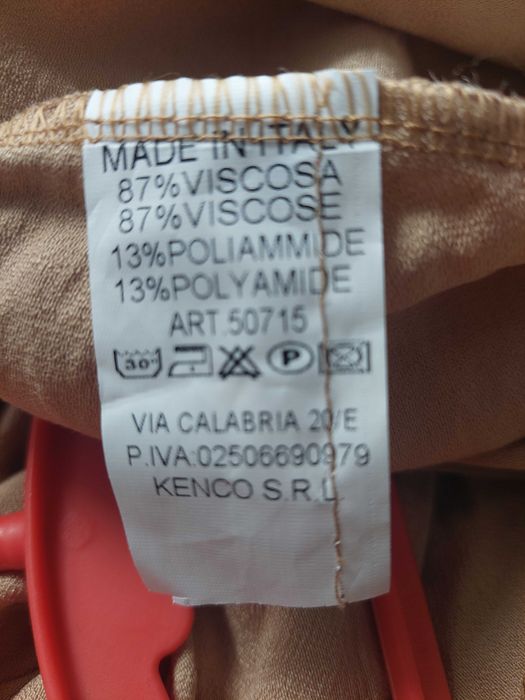 MADE IN ITALY
87%VISCOSA
87%VISCOSE
13%POLIAMMIDE
13%POLYAMIDE
ART.50715
30° P
VIA CALABRIA 20/E
P.IVA:02506690979
KENCO S.R.L.